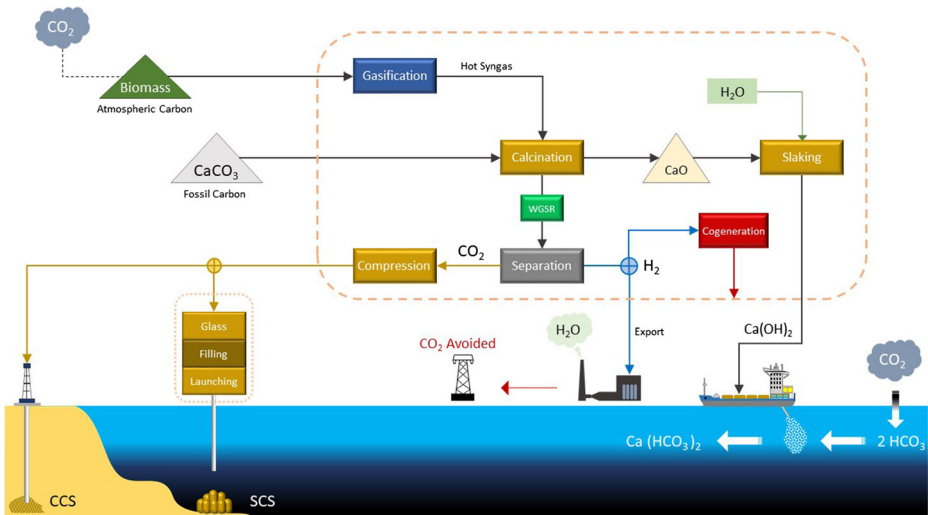 CO2
Biomass
Atmospheric Carbon
Gasification
Hot Syngas
H2O
CaCO3
Fossil Carbon
Calcination
CaO
Slaking
WGSR
Cogeneration
CO2
Compression
Separation
H2
Glass
Filling
Launching
CO2 Avoided
H2O
Export
Ca(OH)2
CO2
Ca (HCO3)2
2 HCO3
CCS
SCS